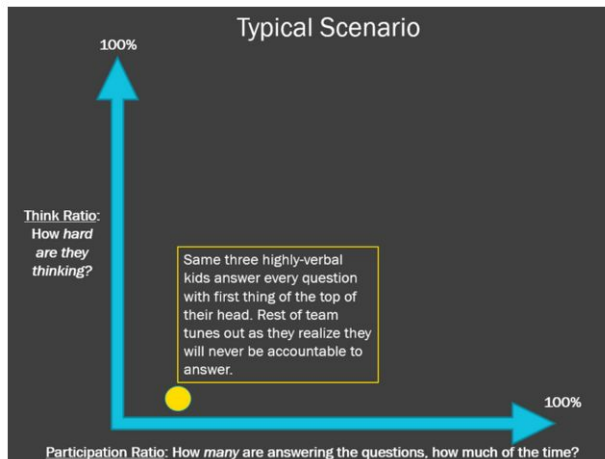 Typical Scenario
100%
Think Ratio:
How hard
are they
thinking?
Same three highly-verbal
kids answer every question
with first thing of the top of
their head. Rest of team
tunes out as they realize they
will never be accountable to
answer.
100%
Participation Ratio: How many are answering the questions, how much of the time?